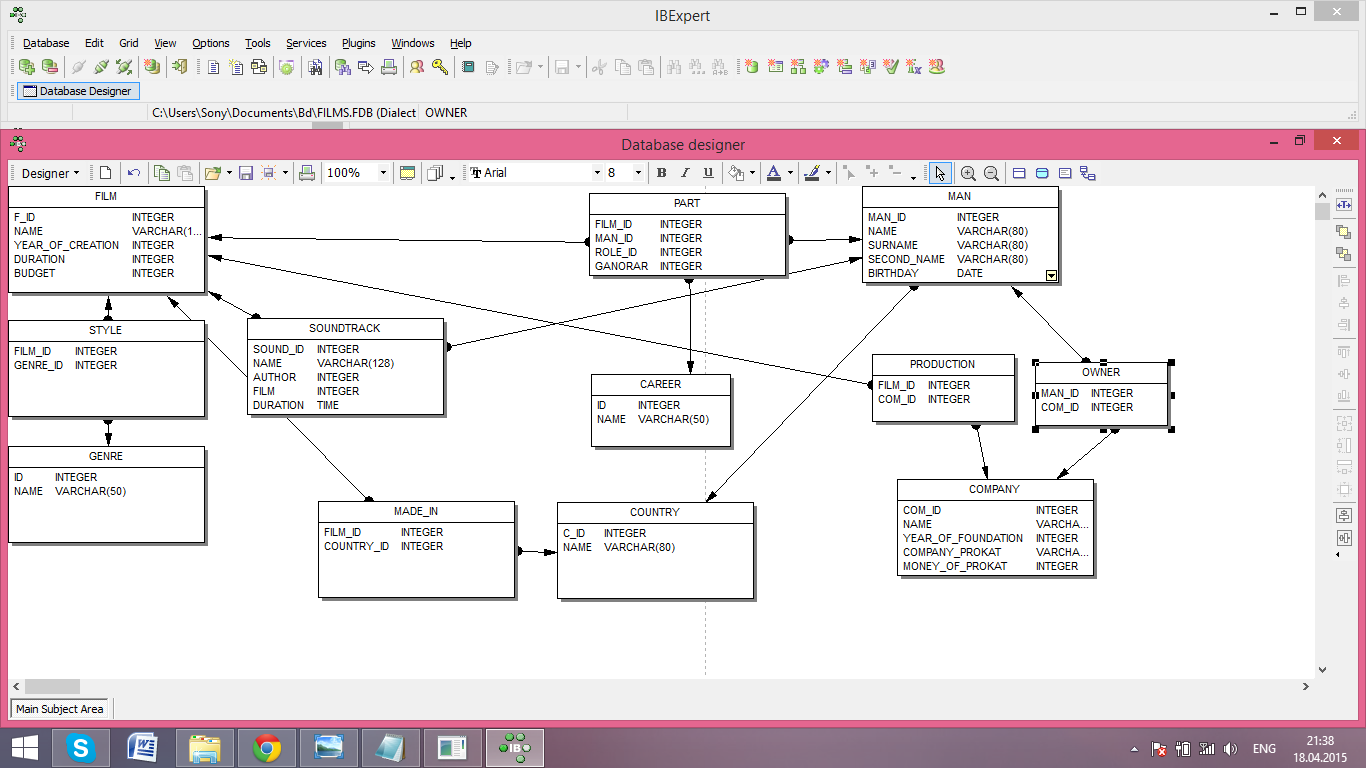 IBExpert
Database Edit Grid View Options Tools Services Plugins Windows Help
Database Designer
C:\Users\Sony\Documents\Bd\FILMS.FDB (Dialect OWNER
Database designer
Designer 100% Arial 8 B I U A
FILM
F_ID INTEGER
NAME VARCHAR(1...
YEAR_OF_CREATION INTEGER
DURATION INTEGER
BUDGET INTEGER
PART
FILM_ID INTEGER
MAN_ID INTEGER
ROLE_ID INTEGER
GANORAR INTEGER
MAN
MAN_ID INTEGER
NAME VARCHAR(80)
SURNAME VARCHAR(80)
SECOND_NAME VARCHAR(80)
BIRTHDAY DATE
STYLE
FILM_ID INTEGER
GENRE_ID INTEGER
SOUNDTRACK
SOUND_ID INTEGER
NAME VARCHAR(128)
AUTHOR INTEGER
FILM INTEGER
DURATION TIME
CAREER
ID INTEGER
NAME VARCHAR(50)
PRODUCTION
FILM_ID INTEGER
COM_ID INTEGER
OWNER
MAN_ID INTEGER
COM_ID INTEGER
GENRE
ID INTEGER
NAME VARCHAR(50)
MADE_IN
FILM_ID INTEGER
COUNTRY_ID INTEGER
COUNTRY
C_ID INTEGER
NAME VARCHAR(80)
COMPANY
COM_ID INTEGER
NAME VARCHA...
YEAR_OF_FOUNDATION INTEGER
COMPANY_PROKAT VARCHA...
MONEY_OF_PROKAT INTEGER
Main Subject Area
ENG
21:38
18.04.2015